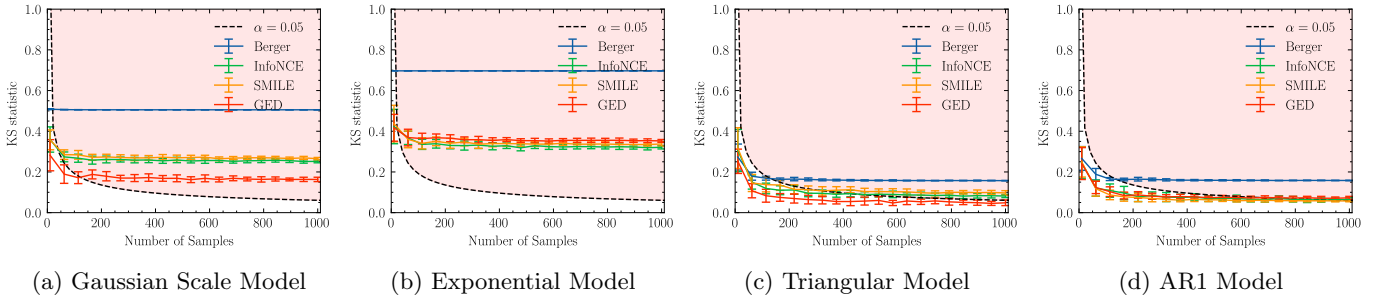 KS statistic
1.0
0.8
0.6
0.4
0.2
0.0
0
200
400
600
800
1000
Number of Samples
α = 0.05
Berger
InfoNCE
SMILE
GED
(a) Gaussian Scale Model
KS statistic
1.0
0.8
0.6
0.4
0.2
0.0
0
200
400
600
800
1000
Number of Samples
α = 0.05
Berger
InfoNCE
SMILE
GED
(b) Exponential Model
KS statistic
1.0
0.8
0.6
0.4
0.2
0.0
0
200
400
600
800
1000
Number of Samples
α = 0.05
Berger
InfoNCE
SMILE
GED
(c) Triangular Model
KS statistic
1.0
0.8
0.6
0.4
0.2
0.0
0
200
400
600
800
1000
Number of Samples
α = 0.05
Berger
InfoNCE
SMILE
GED
(d) AR1 Model